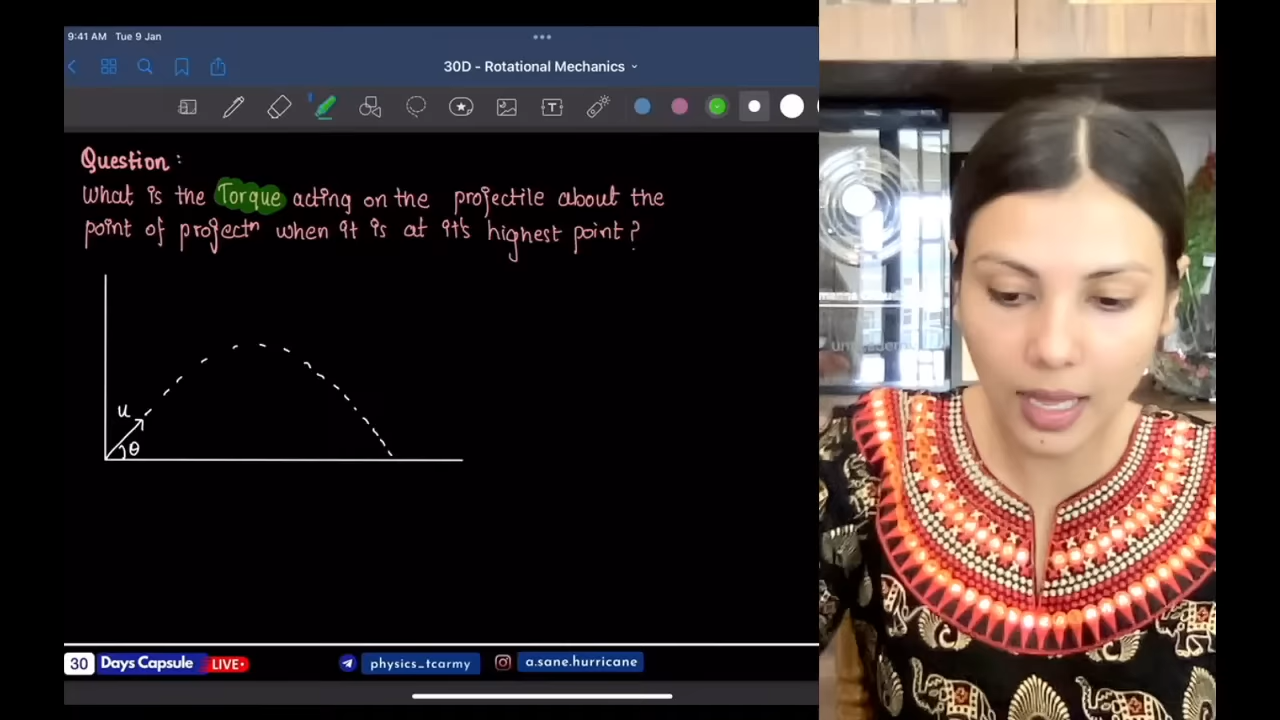 9:41 AM Tue 9 Jan
30D - Rotational Mechanics
Question :
What is the Torque acting on the projectile about the
point of projectn when it is at it's highest point ?
u
θ
30 Days Capsule LIVE
physics_tcarmy
a.sane.hurricane